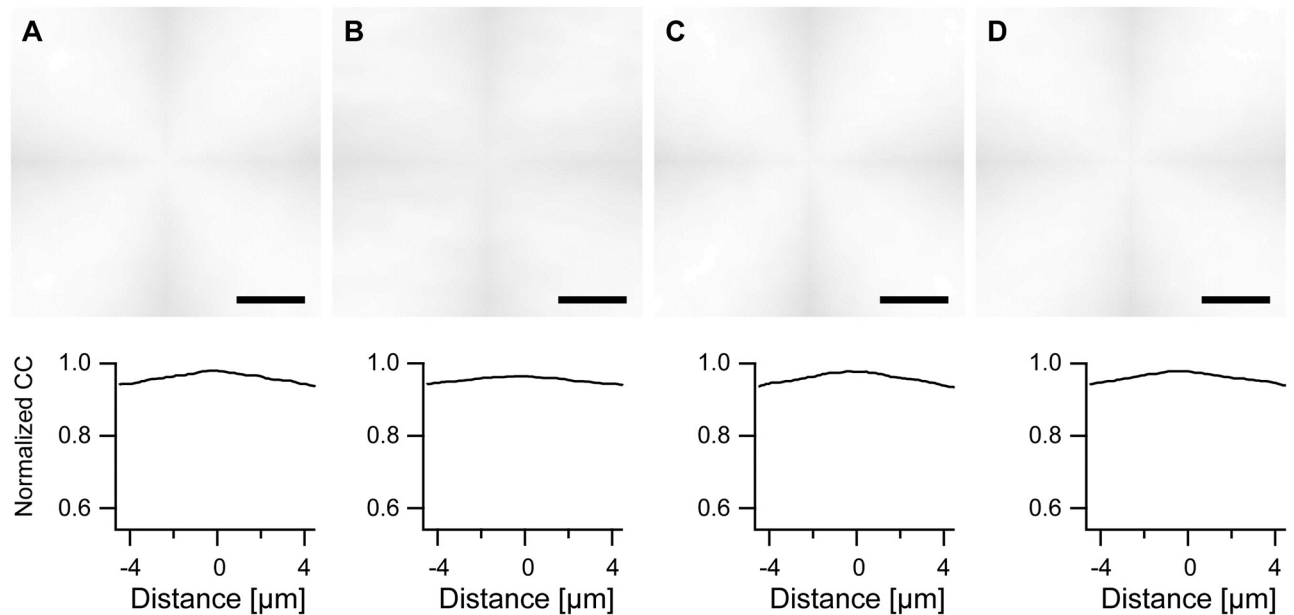 A B C D
Normalized CC
1.0 1.0 1.0 1.0
0.8 0.8 0.8 0.8
0.6 0.6 0.6 0.6
-4 0 4 -4 0 4 -4 0 4 -4 0 4
Distance [µm] Distance [µm] Distance [µm] Distance [µm]